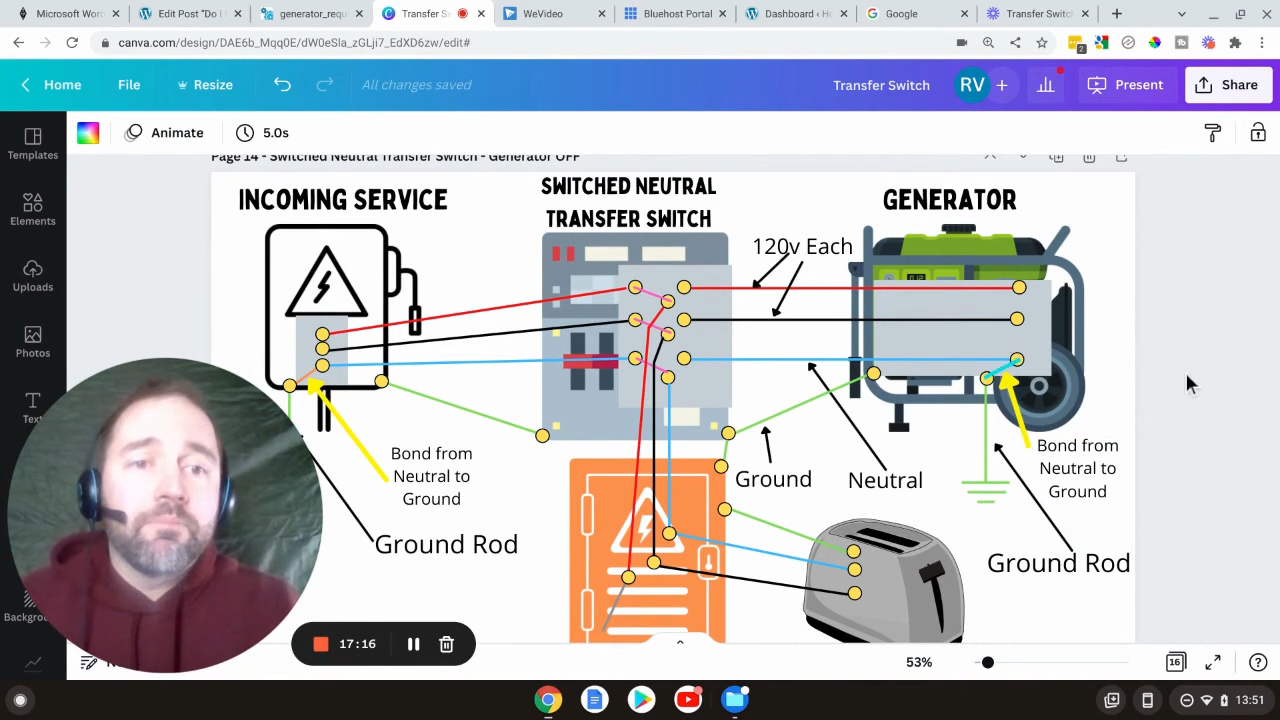 Microsoft Word
Edit Post "Do I
generator_requ
Transfer S
WeVideo
Bluehost Portal
Dashboard ‹ Ho
Google
Transfer Switch
canva.com/design/DAE6b_Mqq0E/dW0eSla_zGLji7_EdXD6zw/edit#
2
Home
File
Resize
All changes saved
Transfer Switch
RV
Present
Share
Animate
5.0s
Templates
Elements
Uploads
Photos
Text
Page 14 - Switched Neutral Transfer Switch - Generator OFF
INCOMING SERVICE
SWITCHED NEUTRAL
TRANSFER SWITCH
GENERATOR
120v Each
Bond from
Neutral to
Ground
Ground Rod
Ground
Neutral
Bond from
Neutral to
Ground
Ground Rod
17:16
53%
16
13:51